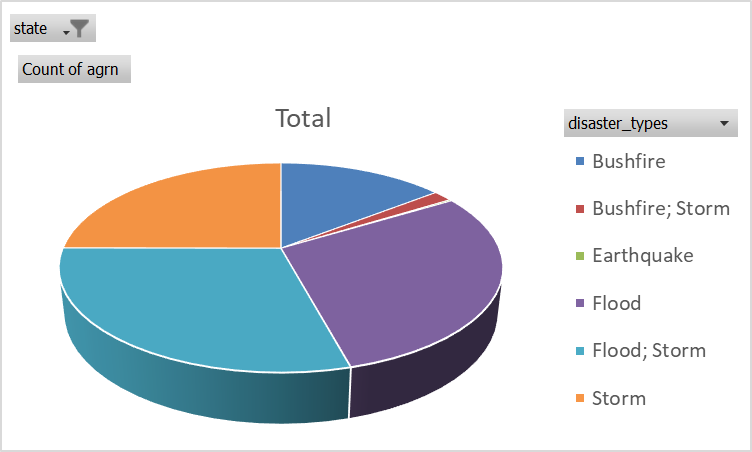 state
Count of agrn
Total
disaster_types
Bushfire
Bushfire; Storm
Earthquake
Flood
Flood; Storm
Storm